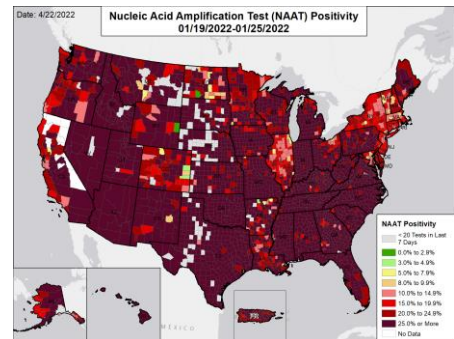 Date: 4/22/2022
Nucleic Acid Amplification Test (NAAT) Positivity
01/19/2022-01/25/2022
NAAT Positivity
< 20 Tests in Last
7 Days
0.0% to 2.9%
3.0% to 4.9%
5.0% to 7.9%
8.0% to 9.9%
10.0% to 14.9%
15.0% to 19.9%
20.0% to 24.9%
25.0% or More
No Data
MEXICO